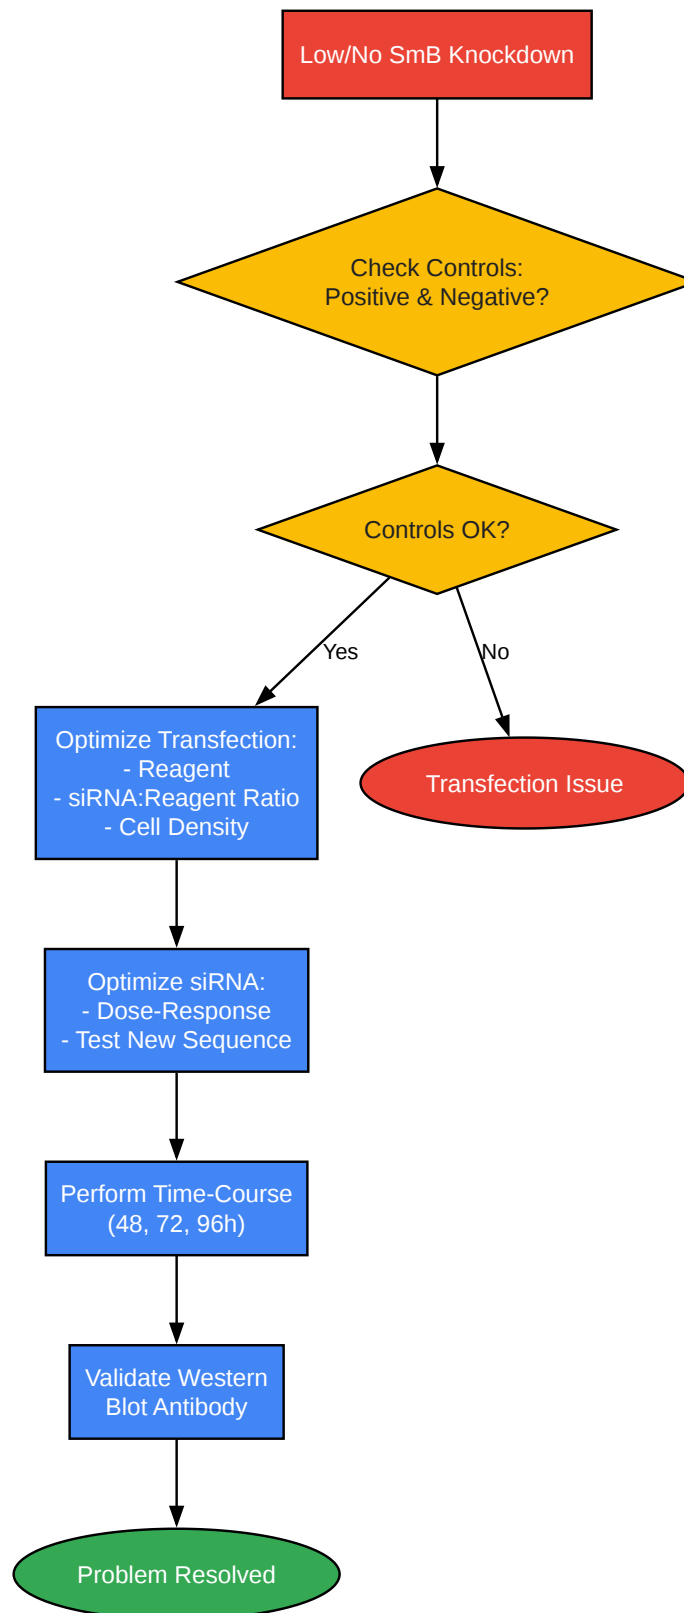 Low/No SmB Knockdown
Check Controls:
Positive & Negative?
Controls OK?
Yes
No
Optimize Transfection:
- Reagent
- siRNA:Reagent Ratio
- Cell Density
Transfection Issue
Optimize siRNA:
- Dose-Response
- Test New Sequence
Perform Time-Course
(48, 72, 96h)
Validate Western
Blot Antibody
Problem Resolved